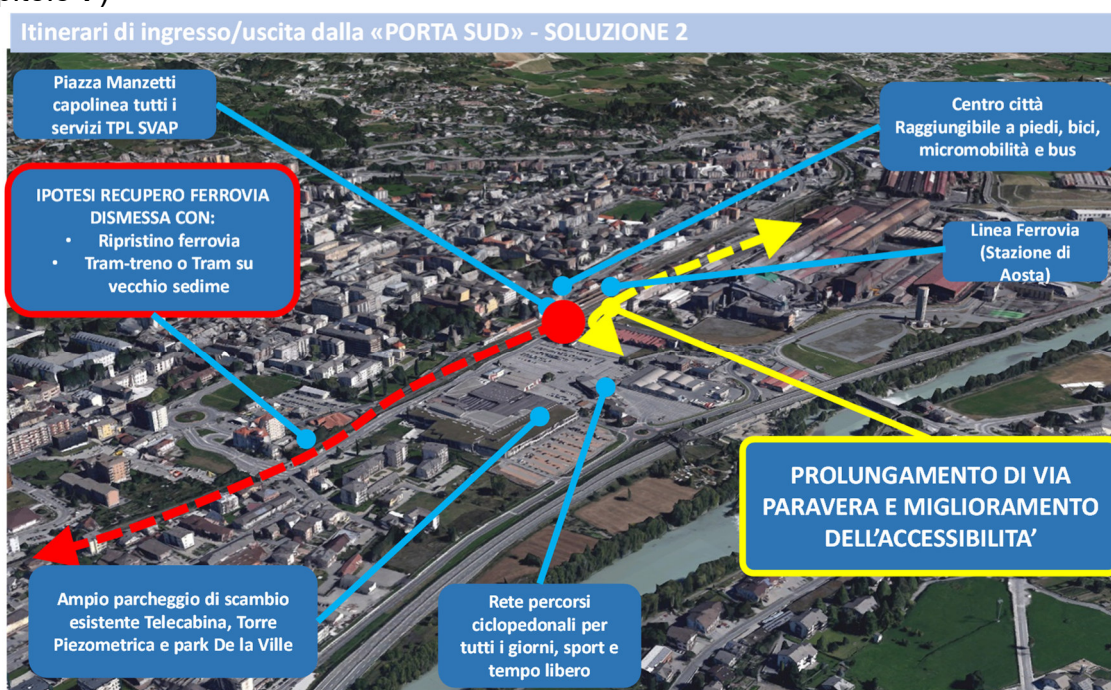 Itinerari di ingresso/uscita dalla «PORTA SUD» - SOLUZIONE 2
Piazza Manzetti
capolinea tutti i
servizi TPL SVAP
Centro città
Raggiungibile a piedi, bici,
micromobilità e bus
IPOTESI RECUPERO FERROVIA
DISMESSA CON:
• Ripristino ferrovia
• Tram-treno o Tram su
vecchio sedime
Linea Ferrovia
(Stazione di
Aosta)
PROLUNGAMENTO DI VIA
PARAVERA E MIGLIORAMENTO
DELL’ACCESSIBILITA’
Ampio parcheggio di scambio
esistente Telecabina, Torre
Piezometrica e park De la Ville
Rete percorsi
ciclopedonali per
tutti i giorni, sport e
tempo libero